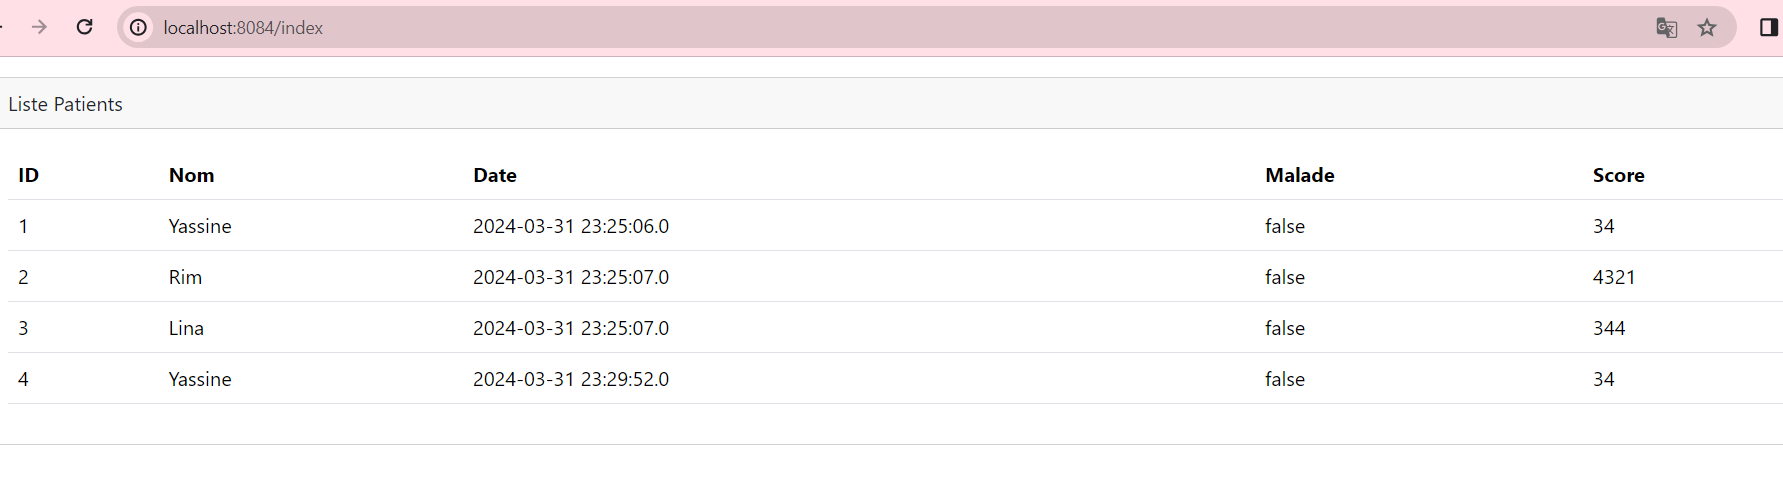 localhost:8084/index
Liste Patients
ID Nom Date Malade Score
1 Yassine 2024-03-31 23:25:06.0 false 34
2 Rim 2024-03-31 23:25:07.0 false 4321
3 Lina 2024-03-31 23:25:07.0 false 344
4 Yassine 2024-03-31 23:29:52.0 false 34